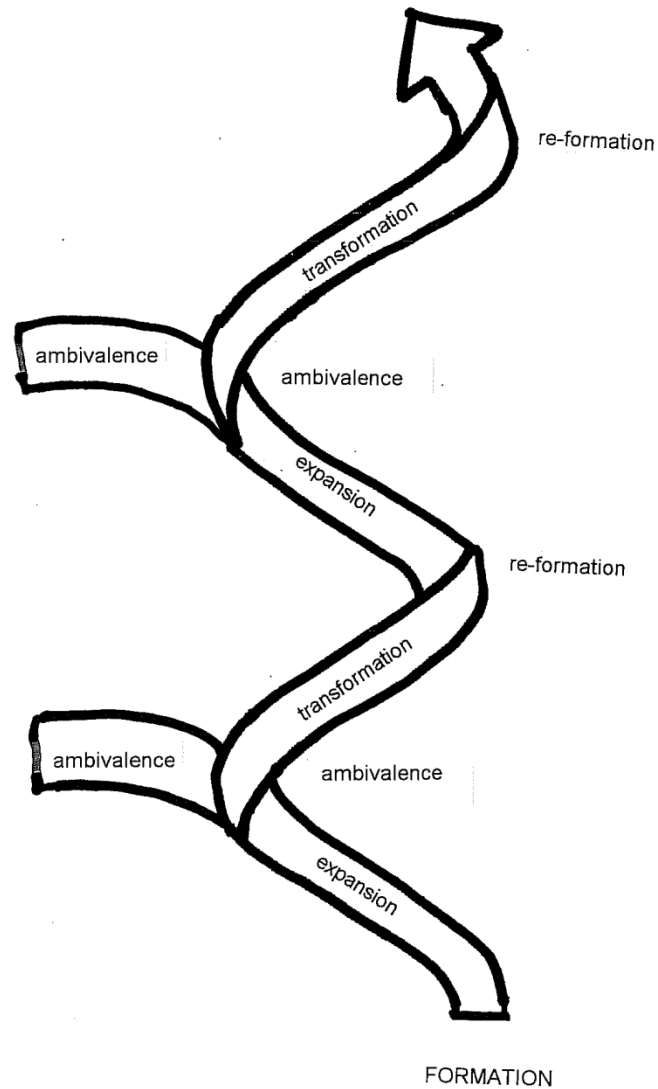 re-formation
transformation
ambivalence
ambivalence
expansion
re-formation
transformation
ambivalence
ambivalence
expansion
FORMATION